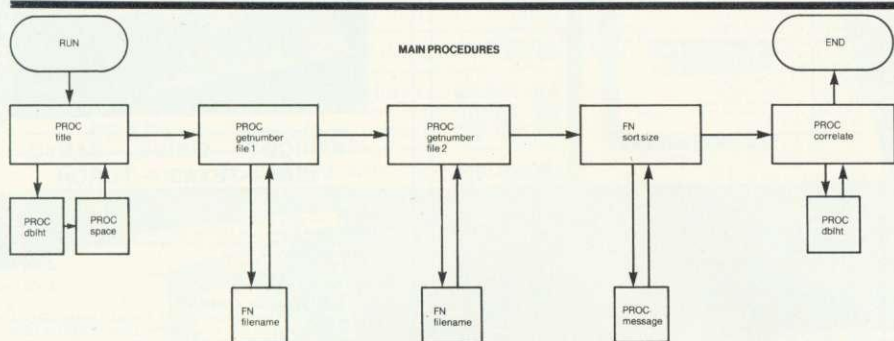 MAIN PROCEDURES
RUN
END
PROC
title
PROC
getnumber
file 1
PROC
getnumber
file 2
FN
sort size
PROC
correlate
PROC
dblht
PROC
space
PROC
dblht
FN
filename
FN
filename
PROC
message